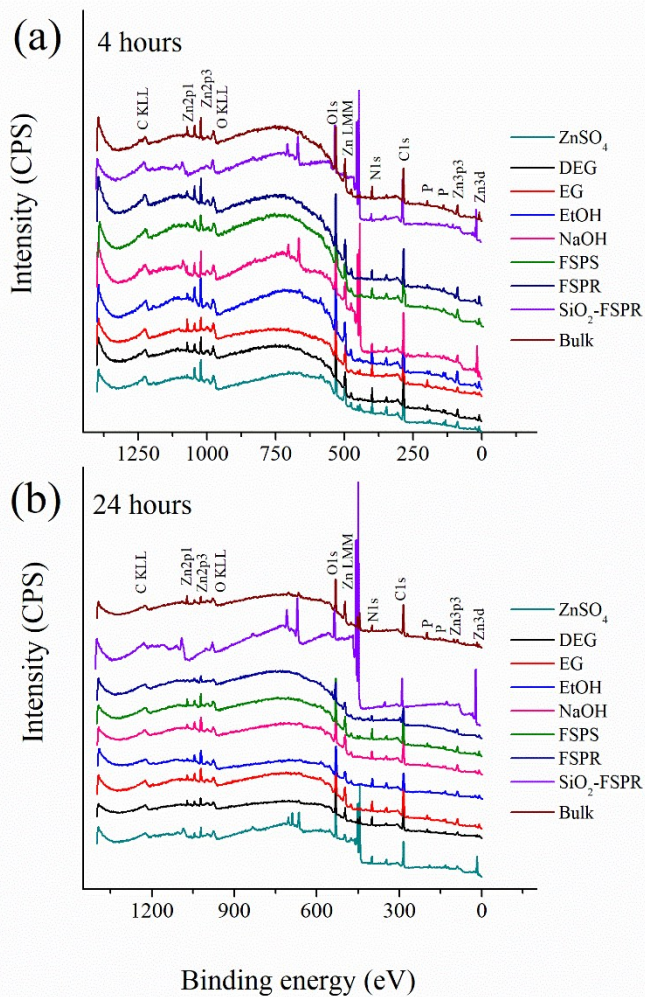 (a)
4 hours
C KLL
Zn2p1
Zn2p3
O KLL
O1s
Zn LMM
N1s
C1s
P
P
Zn3p3
Zn3d
Intensity (CPS)
ZnSO₄
DEG
EG
EtOH
NaOH
FSPS
FSPR
SiO₂-FSPR
Bulk
1250 1000 750 500 250 0
(b)
24 hours
C KLL
Zn2p1
Zn2p3
O KLL
O1s
Zn LMM
N1s
C1s
P
P
Zn3p3
Zn3d
Intensity (CPS)
ZnSO₄
DEG
EG
EtOH
NaOH
FSPS
FSPR
SiO₂-FSPR
Bulk
1200 900 600 300 0
Binding energy (eV)